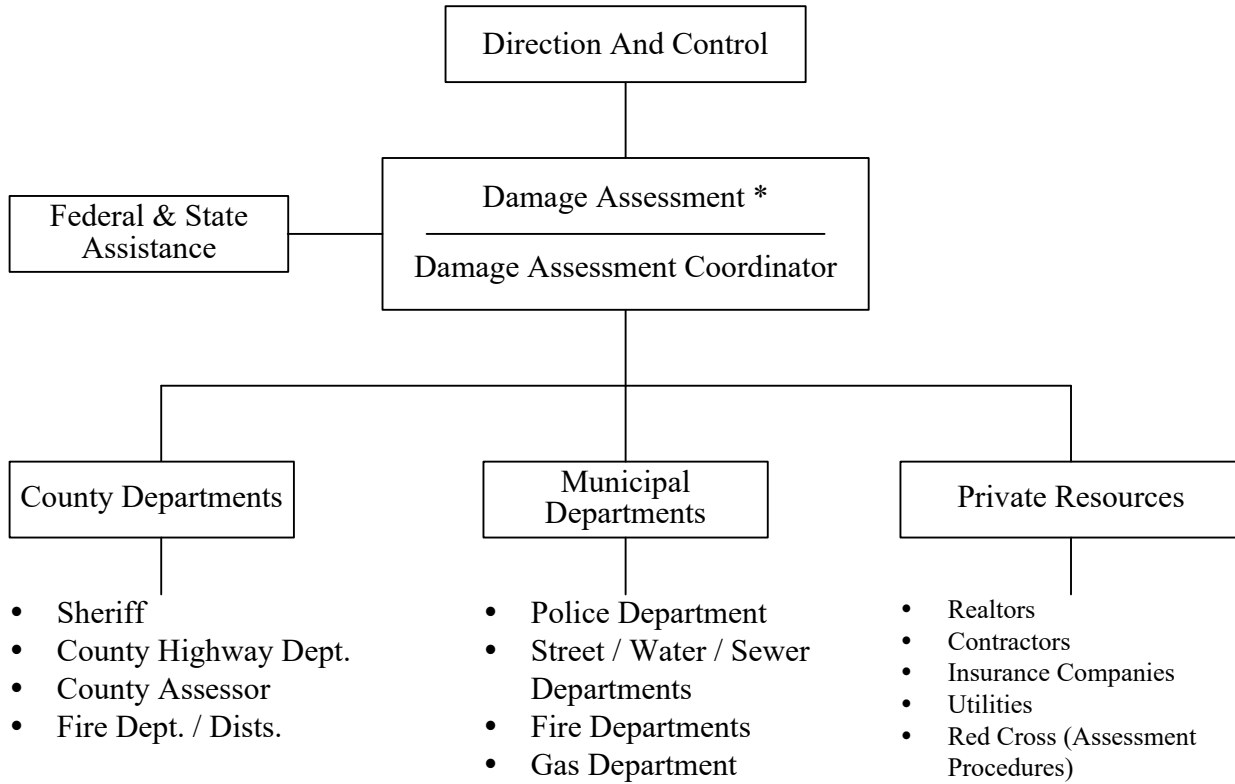 Direction And Control
Damage Assessment *
Federal & State
Assistance
Damage Assessment Coordinator
County Departments
Municipal
Departments
Private Resources
• Sheriff
• County Highway Dept.
• County Assessor
• Fire Dept. / Dists.
• Police Department
• Street / Water / Sewer
Departments
• Fire Departments
• Gas Department
• Realtors
• Contractors
• Insurance Companies
• Utilities
• Red Cross (Assessment
Procedures)